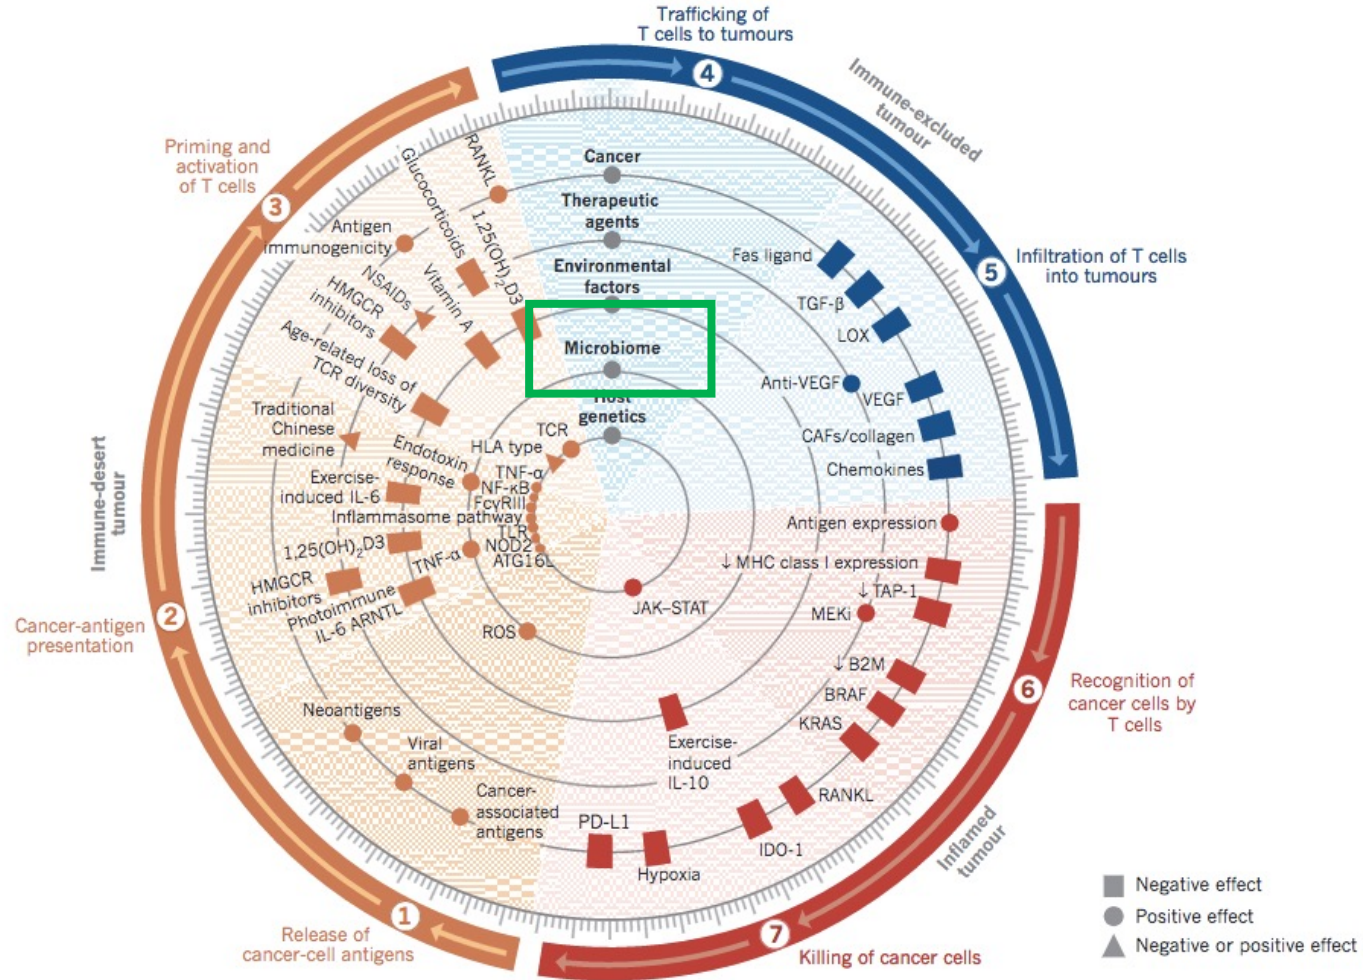 Trafficking of
T cells to tumours
4
Immune-excluded
tumour
Priming and
activation
of T cells
3
RANKL
Glucocorticoids
1,25(OH)2D3
Cancer
Therapeutic
agents
Environmental
factors
Microbiome
Host
genetics
Antigen
immunogenicity
NSAIDs
HMGCR
inhibitors
Vitamin A
Age-related loss of
TCR diversity
Fas ligand
TGF-β
LOX
5
Infiltration of T cells
into tumours
Anti-VEGF
VEGF
CAFs/collagen
Chemokines
Traditional
Chinese
medicine
Endotoxin
response
TCR
HLA type
TNF-α
NF-κB
FcγRIII
Inflammasome pathway
TLR
NOD2
ATG16L
Exercise-
induced IL-6
1,25(OH)2D3
TNF-α
HMGCR
inhibitors
Photoimmune
IL-6 ARNTL
ROS
JAK–STAT
Immune-desert
tumour
2
Cancer-antigen
presentation
Antigen expression
↓MHC class I expression
↓TAP-1
MEKi
↓B2M
BRAF
KRAS
6
Recognition of
cancer cells by
T cells
Neoantigens
Viral
antigens
Cancer-
associated
antigens
Exercise-
induced
IL-10
RANKL
IDO-1
PD-L1
Hypoxia
Inflamed
tumour
1
Release of
cancer-cell antigens
7
Killing of cancer cells
Negative effect
Positive effect
Negative or positive effect